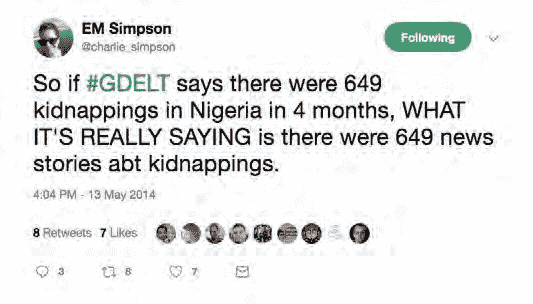 EM Simpson
@charlie_simpson
Following
So if #GDELT says there were 649
kidnappings in Nigeria in 4 months, WHAT
IT'S REALLY SAYING is there were 649 news
stories abt kidnappings.
4:04 PM - 13 May 2014
8 Retweets 7 Likes
3 8 7